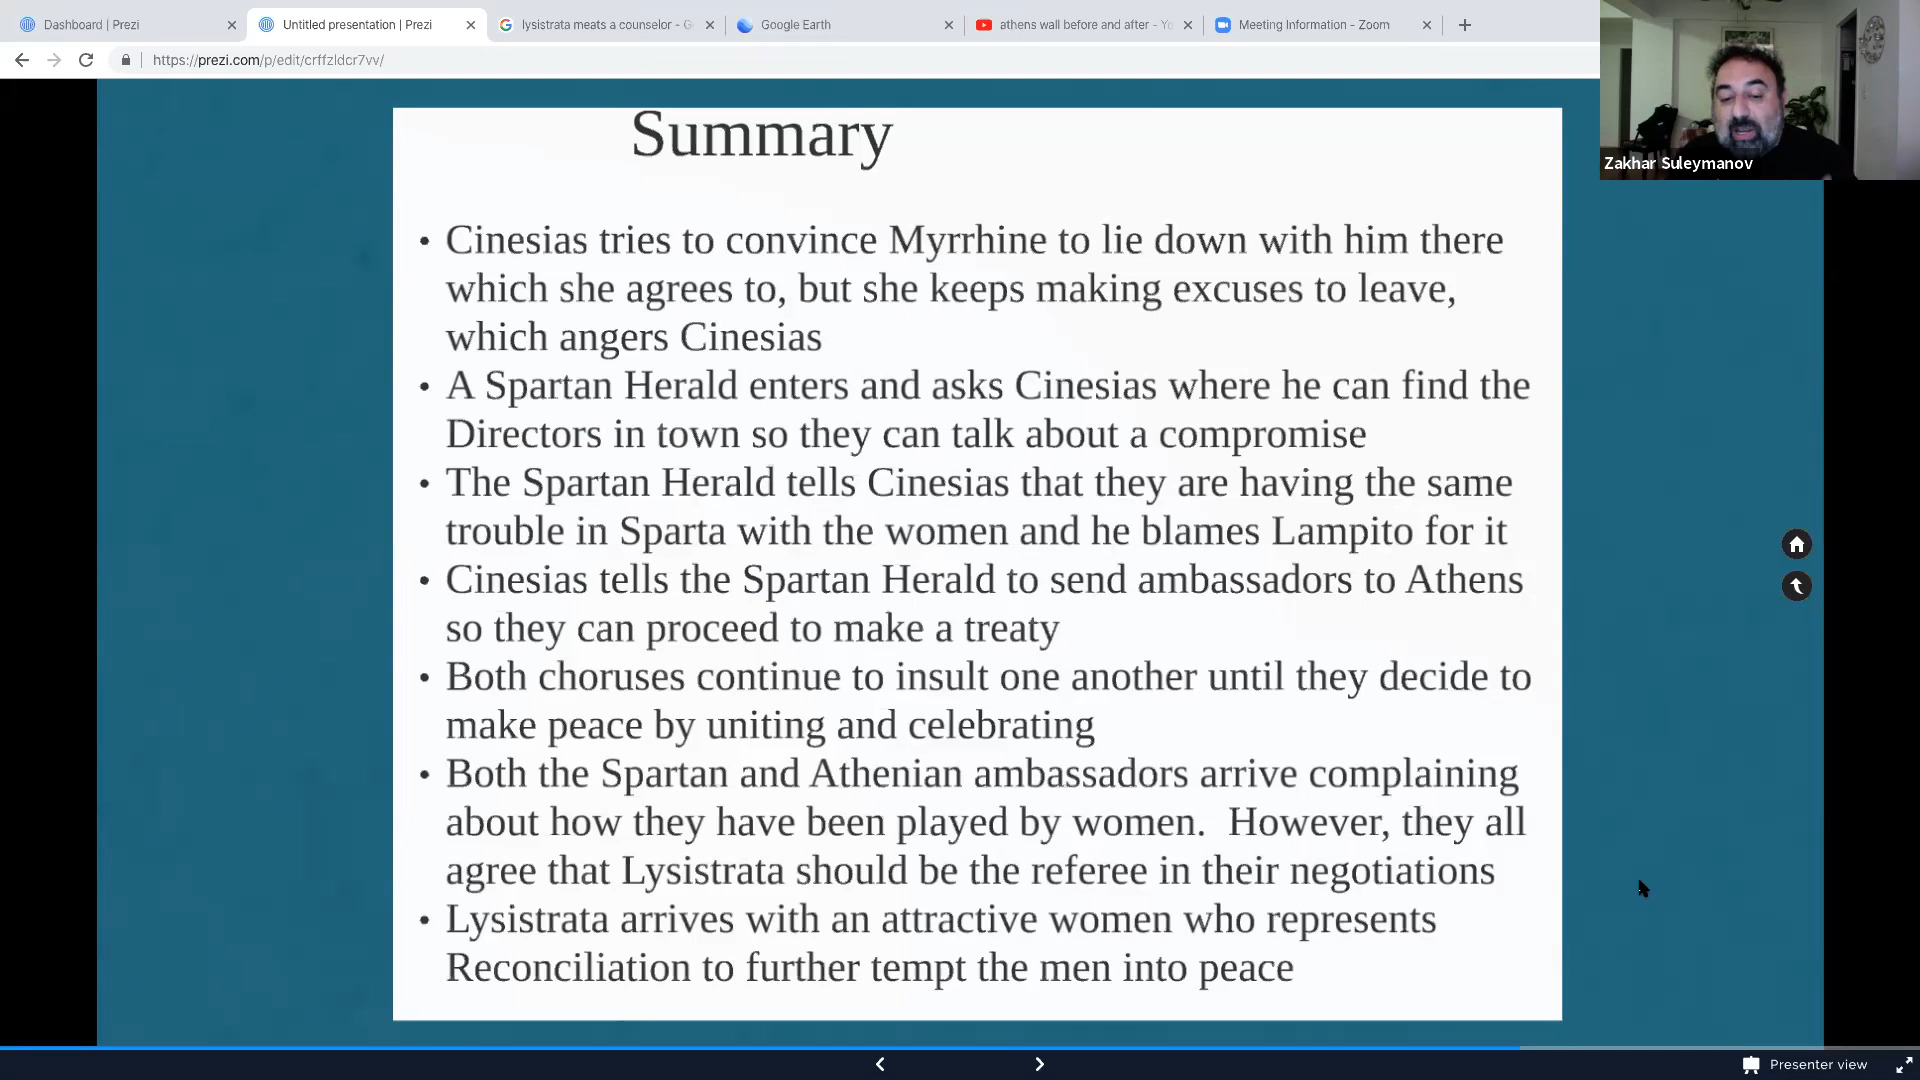 Dashboard | Prezi
Untitled presentation | Prezi
lysistrata meats a counselor - G
Google Earth
athens wall before and after - Yo
Meeting Information - Zoom
https://prezi.com/p/edit/crffzldcr7vv/
Zakhar Suleymanov
Summary
• Cinesias tries to convince Myrrhine to lie down with him there
which she agrees to, but she keeps making excuses to leave,
which angers Cinesias
• A Spartan Herald enters and asks Cinesias where he can find the
Directors in town so they can talk about a compromise
• The Spartan Herald tells Cinesias that they are having the same
trouble in Sparta with the women and he blames Lampito for it
• Cinesias tells the Spartan Herald to send ambassadors to Athens
so they can proceed to make a treaty
• Both choruses continue to insult one another until they decide to
make peace by uniting and celebrating
• Both the Spartan and Athenian ambassadors arrive complaining
about how they have been played by women.  However, they all
agree that Lysistrata should be the referee in their negotiations
• Lysistrata arrives with an attractive women who represents
Reconciliation to further tempt the men into peace
Presenter view